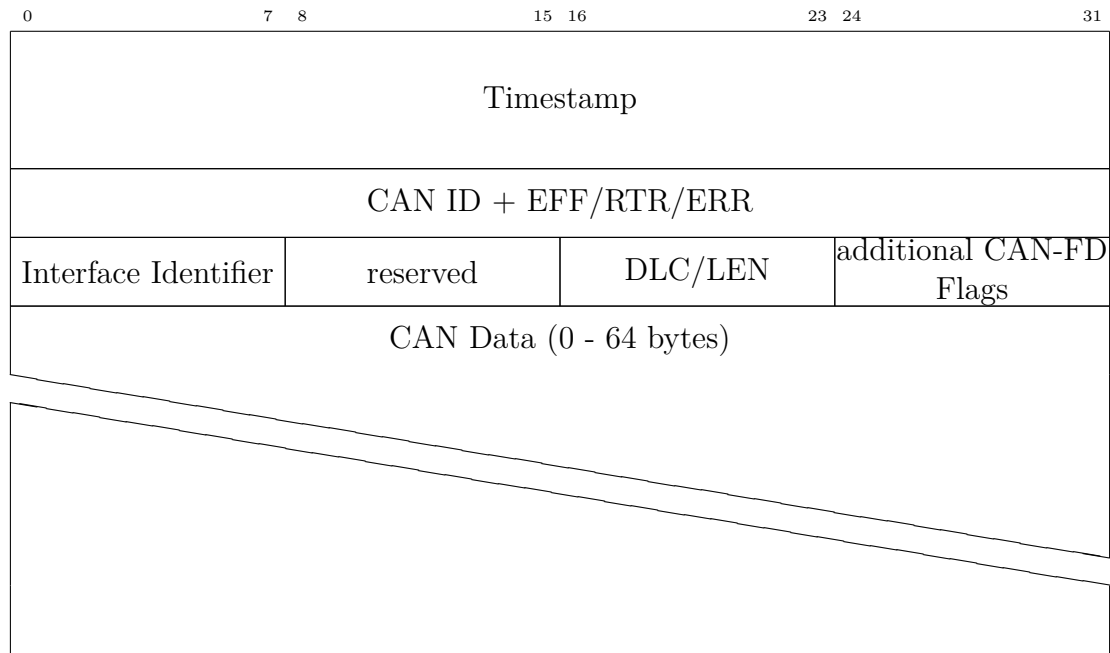 0 7 8 15 16 23 24 31
Timestamp
CAN ID + EFF/RTR/ERR
Interface Identifier reserved DLC/LEN additional CAN-FD
Flags
CAN Data (0 - 64 bytes)